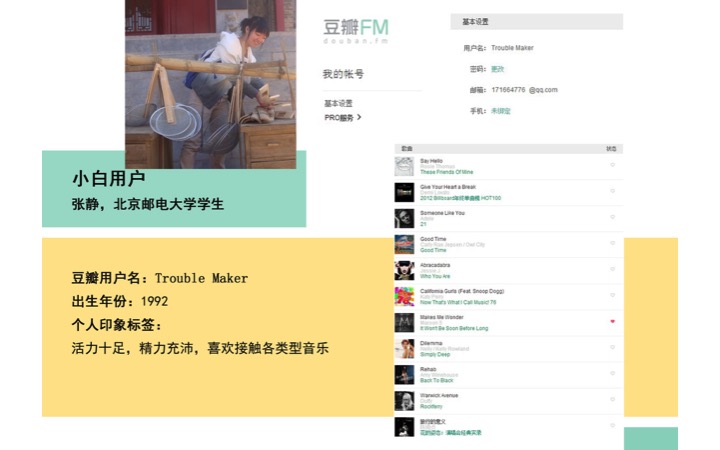 豆瓣FM
douban.fm
我的帐号
基本设置
PRO服务 >
基本设置
用户名: Trouble Maker
密码: 更改
邮箱: 171664776 @qq.com
手机: 未绑定
小白用户
张静，北京邮电大学学生
豆瓣用户名：Trouble Maker
出生年份：1992
个人印象标签：
活力十足，精力充沛，喜欢接触各类型音乐
歌曲 状态
Say Hello
Rosie Thomas
These Friends Of Mine
Give Your Heart a Break
Demi Lovato
2012 Billboard年终单曲榜 HOT100
Someone Like You
Adele
21
Good Time
Carly Rae Jepsen / Owl City
Good Time
Abracadabra
Jessie J
Who You Are
California Gurls (Feat. Snoop Dogg)
Katy Perry
Now That's What I Call Music! 76
Makes Me Wonder
Maroon 5
It Won't Be Soon Before Long
Dilemma
Nelly / Kelly Rowland
Simply Deep
Rehab
Amy Winehouse
Back To Black
Warwick Avenue
Duffy
Rockferry
旅行的意义